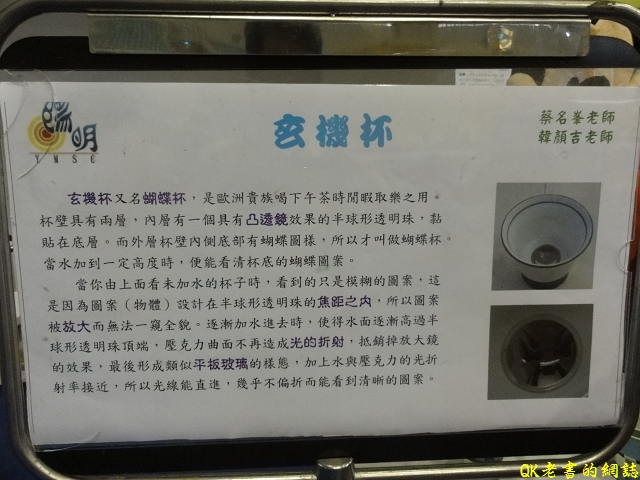 陽明
YMSC
玄機杯
蔡名峯老師
韓顏吉老師
玄機杯又名蝴蝶杯，是歐洲貴族喝下午茶時閒暇取樂之用。
杯壁具有兩層，內層有一個具有凸透鏡效果的半球形透明珠，黏
貼在底層。而外層杯壁內側底部有蝴蝶圖樣，所以才叫做蝴蝶杯。
當水加到一定高度時，便能看清杯底的蝴蝶圖案。
當你由上面看未加水的杯子時，看到的只是模糊的圖案，這
是因為圖案（物體）設計在半球形透明珠的焦距之內，所以圖案
被放大而無法一窺全貌。逐漸加水進去時，使得水面逐漸高過半
球形透明珠頂端，壓克力曲面不再造成光的折射，抵銷掉放大鏡
的效果，最後形成類似平板玻璃的樣態，加上水與壓克力的光折
射率接近，所以光線能直進，幾乎不偏折而能看到清晰的圖案。
QK老書的網誌